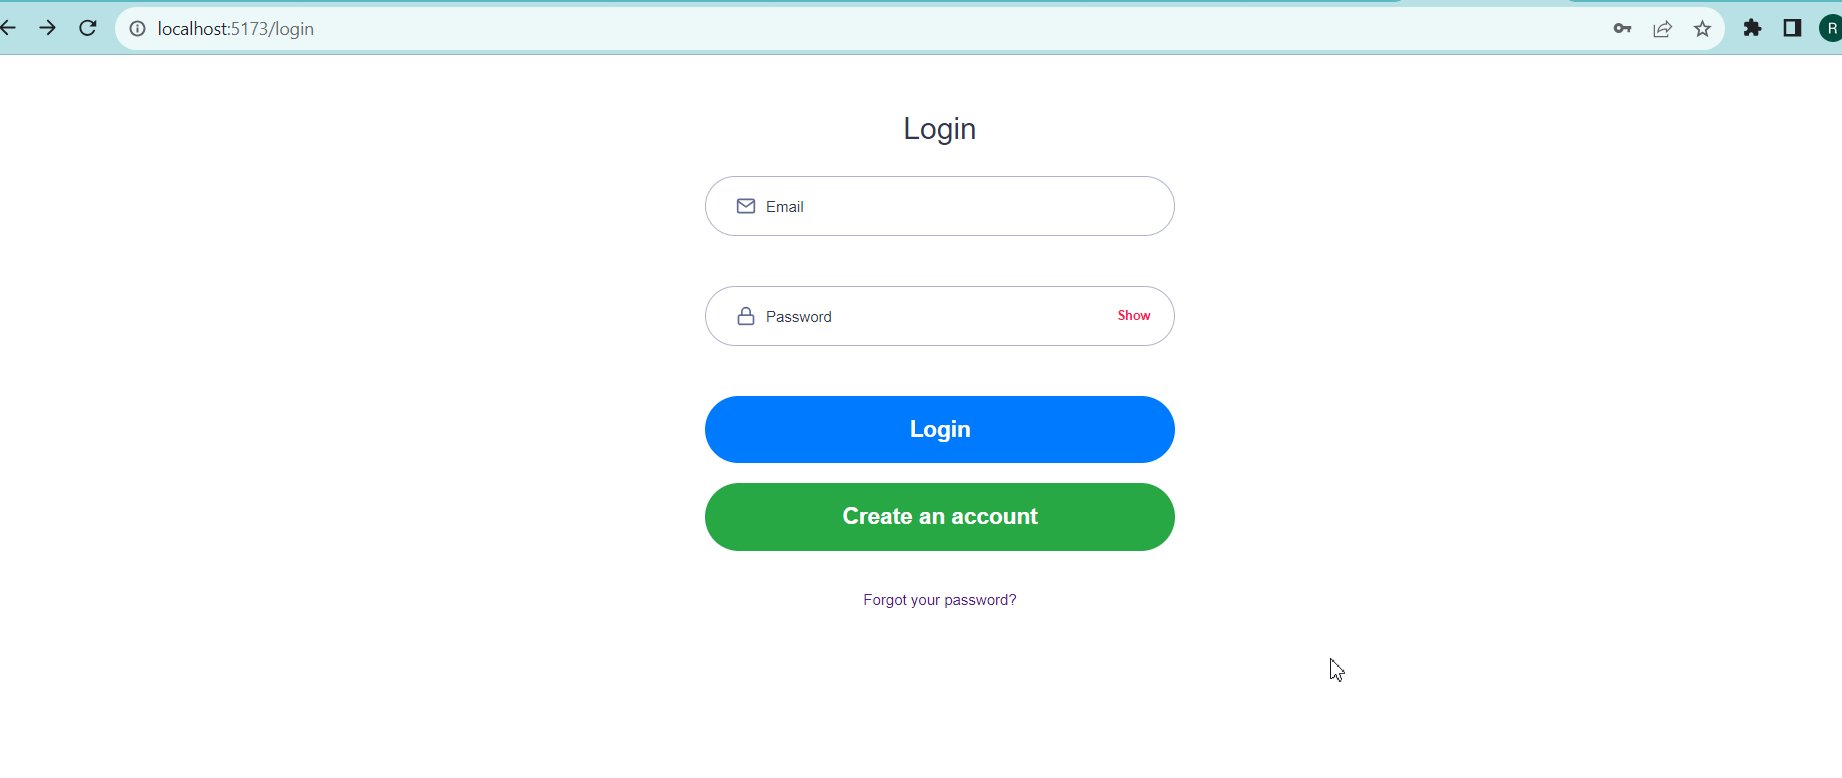 localhost:5173/login
R
Login
Email
Password Show
Login
Create an account
Forgot your password?